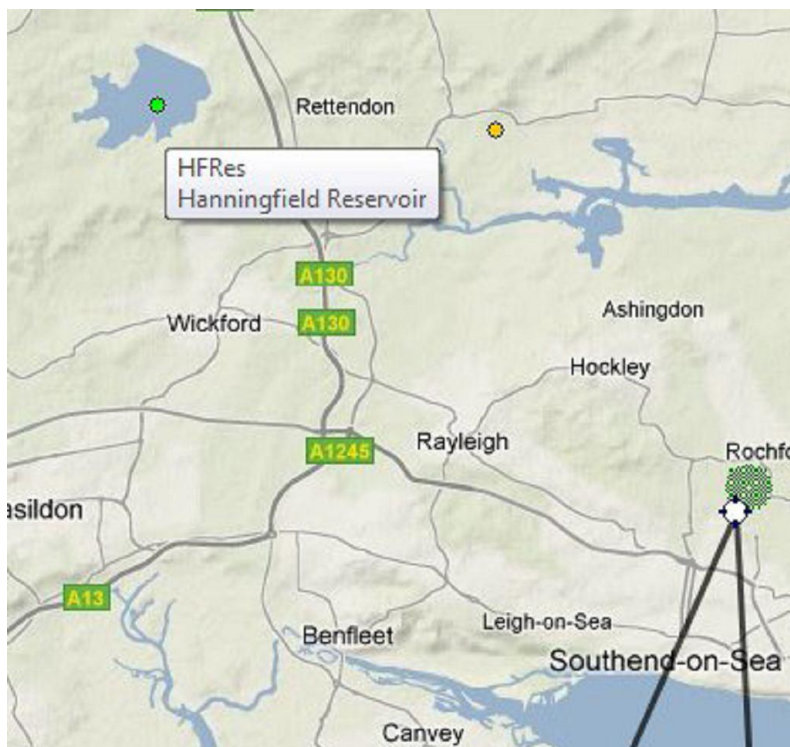 Rettendon
HFRes
Hanningfield Reservoir
A130
Ashingdon
Wickford
A130
Hockley
Rayleigh
A1245
Rochfo
asildon
A13
Leigh-on-Sea
Benfleet
Southend-on-Sea
Canvey